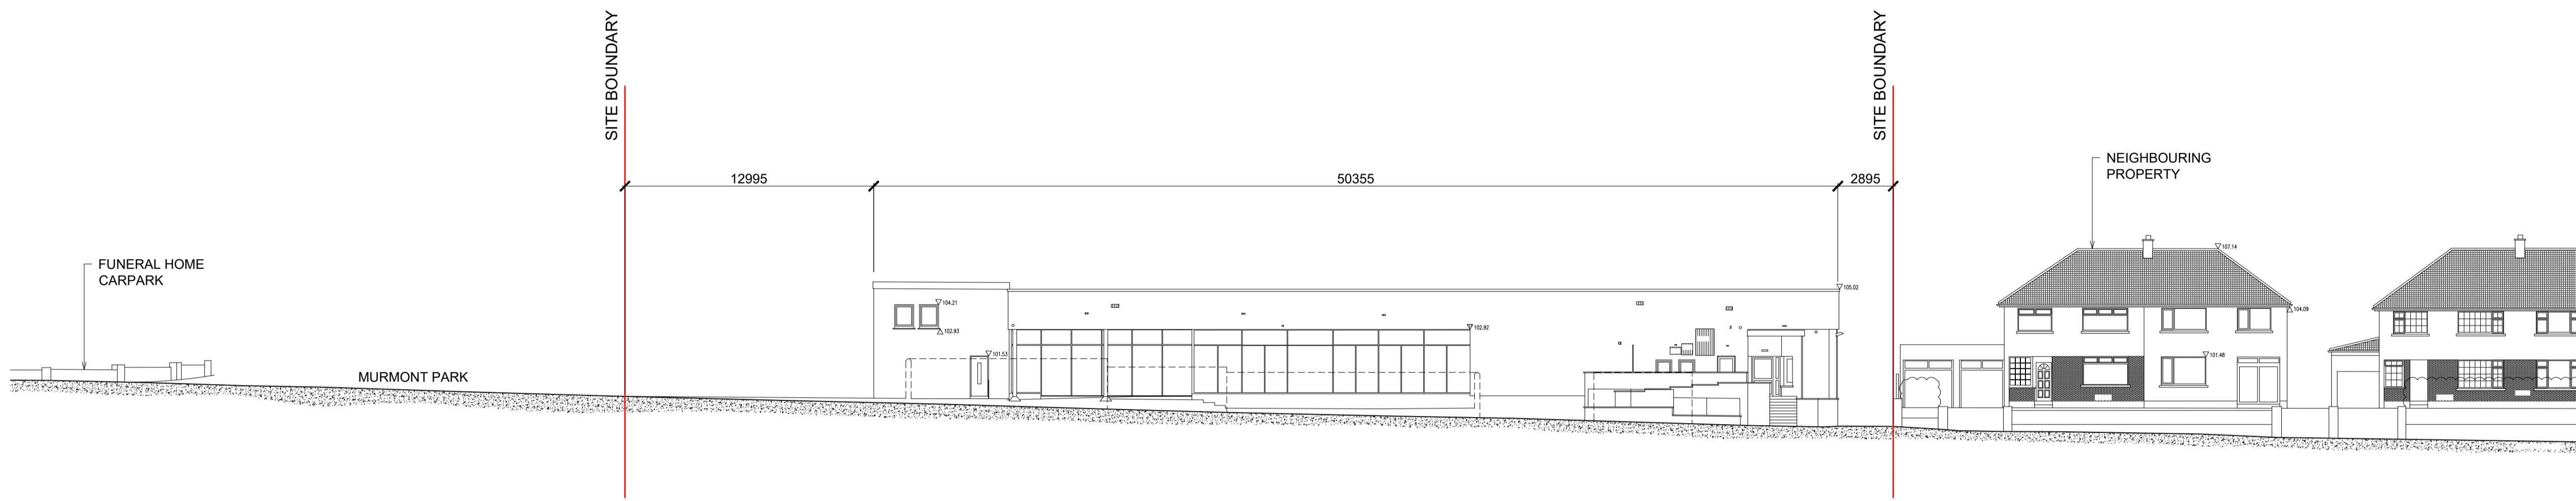 SITE BOUNDARY
SITE BOUNDARY
12995
50355
2895
NEIGHBOURING
PROPERTY
107.14
FUNERAL HOME
CARPARK
105.02
104.21
104.09
102.93
102.92
101.53
101.48
MURMONT PARK